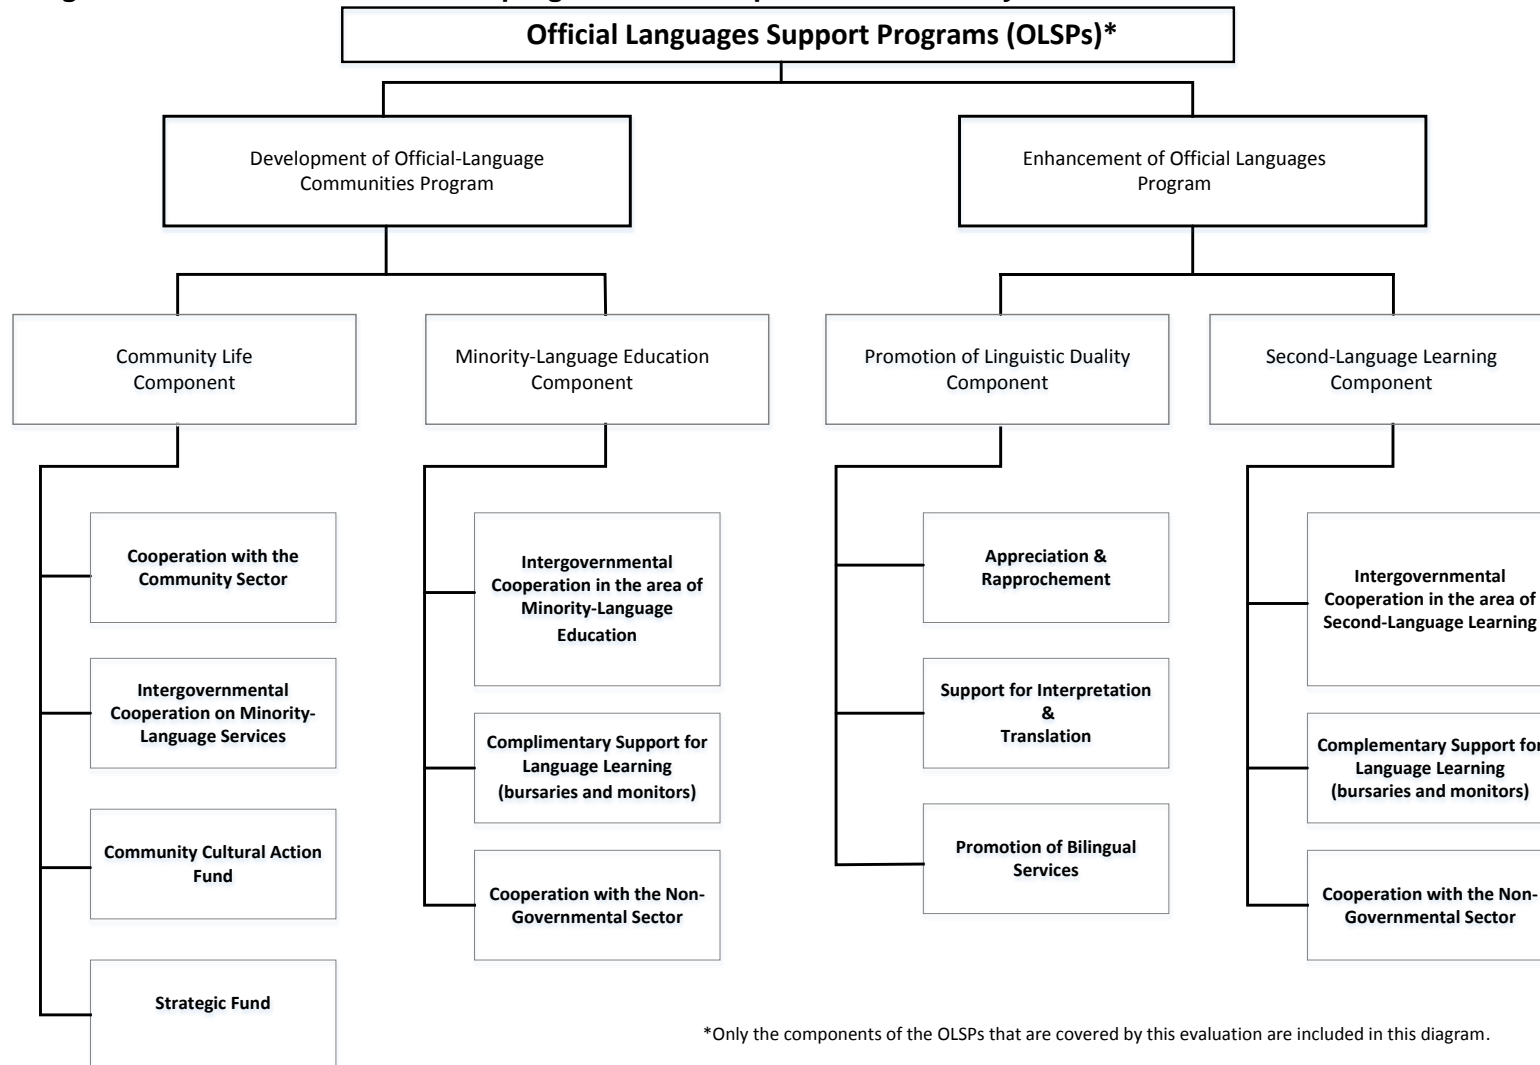 Official Languages Support Programs (OLSPs)*
Development of Official-Language
Communities Program
Enhancement of Official Languages
Program
Community Life
Component
Minority-Language Education
Component
Promotion of Linguistic Duality
Component
Second-Language Learning
Component
Cooperation with the
Community Sector
Intergovernmental
Cooperation on Minority-
Language Services
Community Cultural Action
Fund
Strategic Fund
Intergovernmental
Cooperation in the area of
Minority-Language
Education
Complimentary Support for
Language Learning
(bursaries and monitors)
Cooperation with the Non-
Governmental Sector
Appreciation &
Rapprochement
Support for Interpretation
&
Translation
Promotion of Bilingual
Services
Intergovernmental
Cooperation in the area of
Second-Language Learning
Complementary Support for
Language Learning
(bursaries and monitors)
Cooperation with the Non-
Governmental Sector
*Only the components of the OLSPs that are covered by this evaluation are included in this diagram.